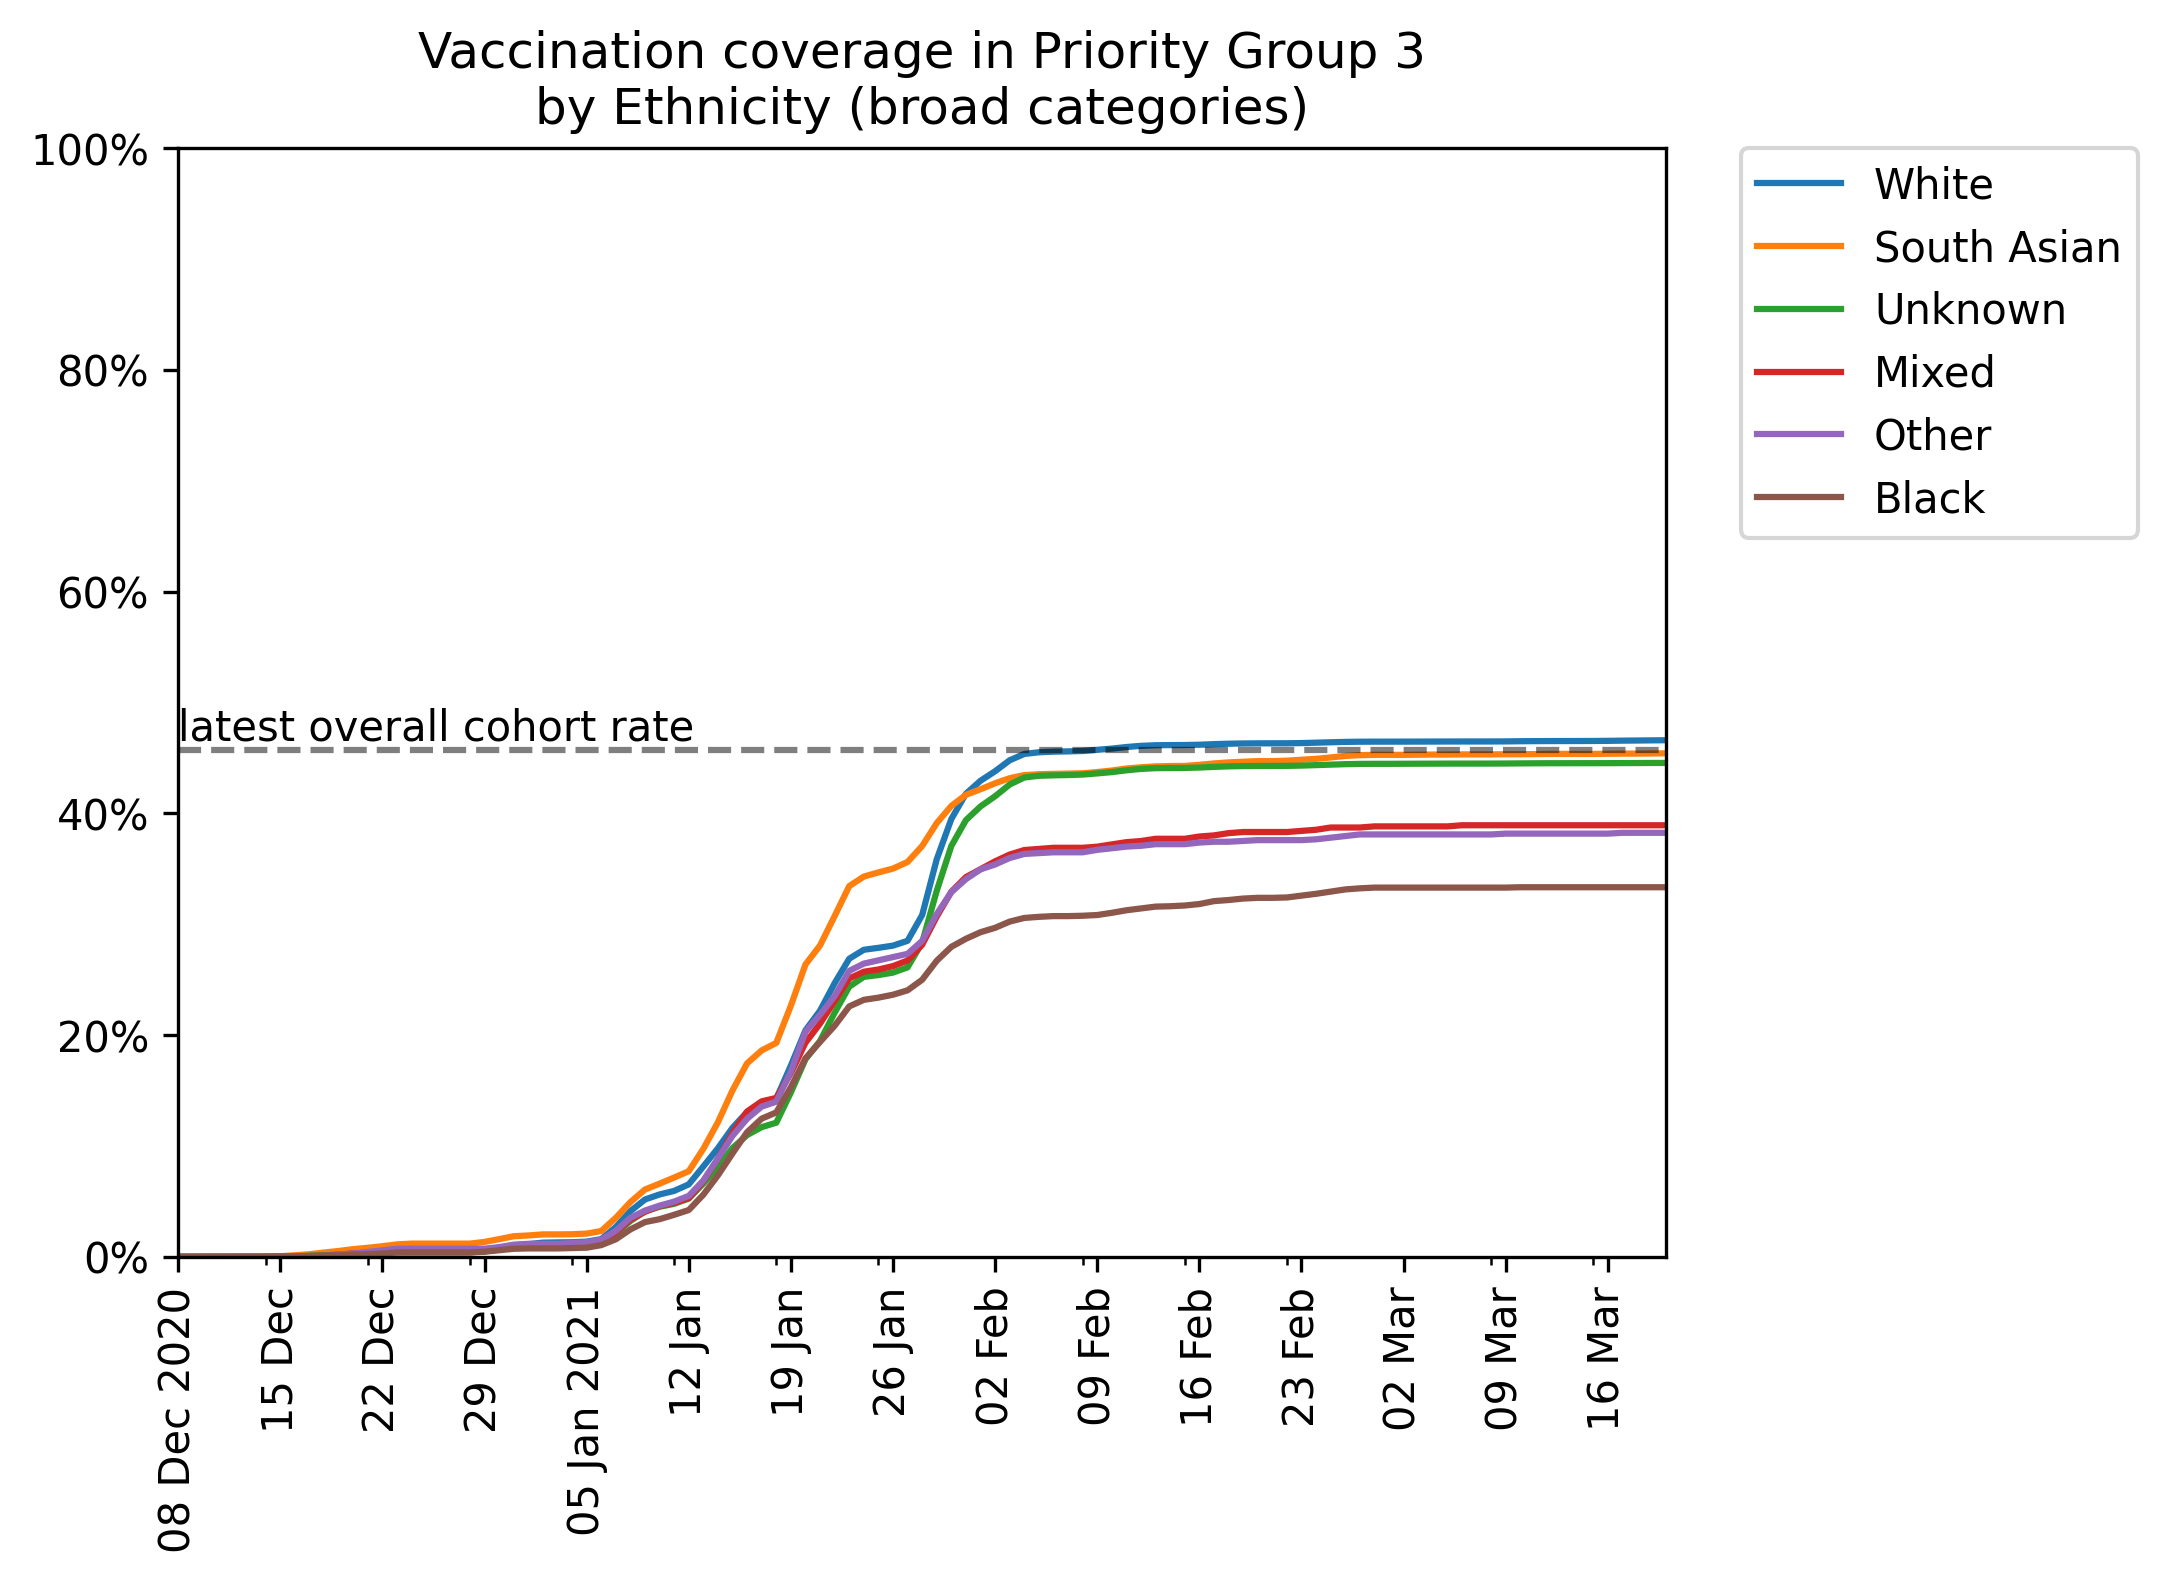 Vaccination coverage in Priority Group 3
by Ethnicity (broad categories)
100%
80%
60%
40%
20%
0%
latest overall cohort rate
08 Dec 2020
15 Dec
22 Dec
29 Dec
05 Jan 2021
12 Jan
19 Jan
26 Jan
02 Feb
09 Feb
16 Feb
23 Feb
02 Mar
09 Mar
16 Mar
White
South Asian
Unknown
Mixed
Other
Black